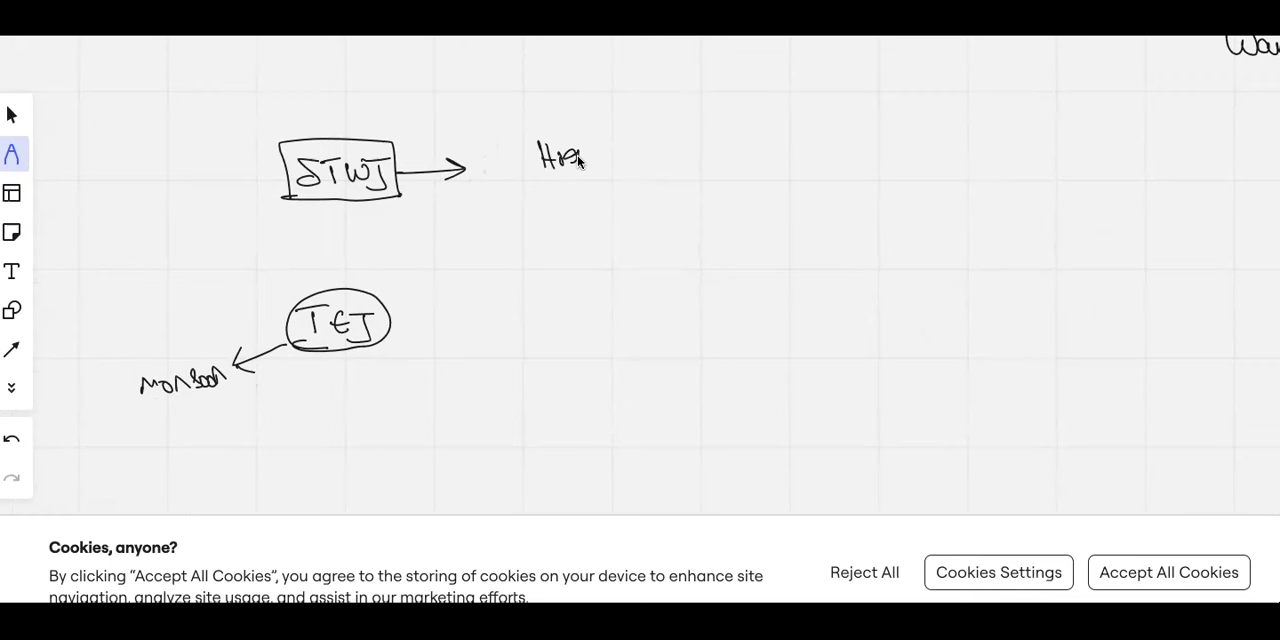 STWJ
TEJ
monsoon
Cookies, anyone?
By clicking “Accept All Cookies”, you agree to the storing of cookies on your device to enhance site
navigation, analyze site usage, and assist in our marketing efforts.
Reject All
Cookies Settings
Accept All Cookies